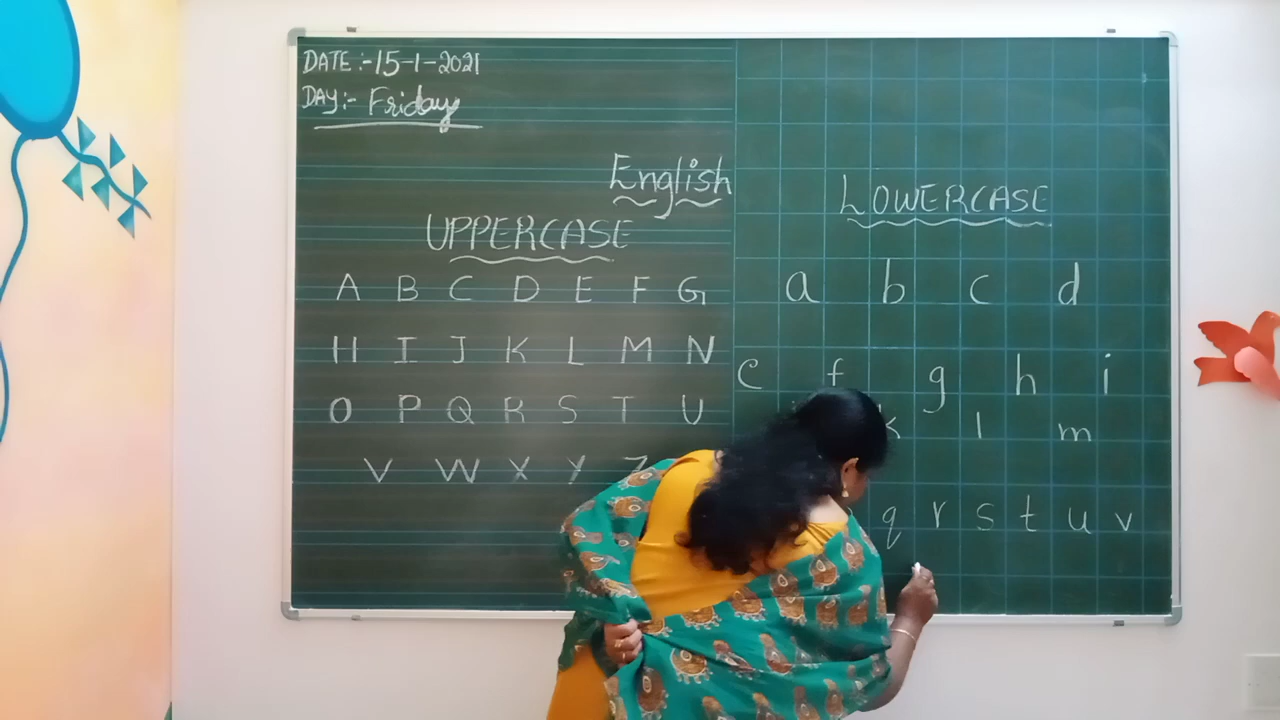 DATE :- 15-1-2021
DAY:- Friday
English
UPPERCASE
A B C D E F G
H I J K L M N
O P Q R S T U
V W X Y Z
LOWERCASE
a b c d
e f g h i
k l m
q r s t u v